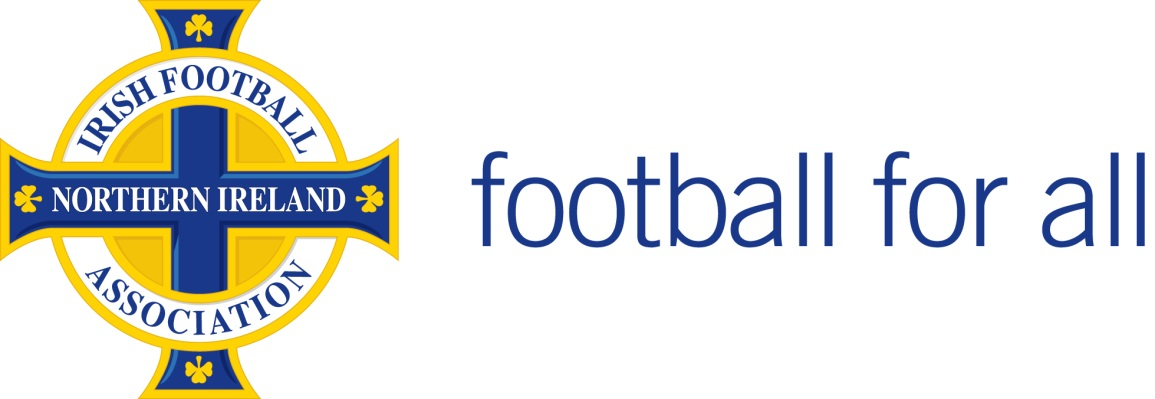 IRISH FOOTBALL
NORTHERN IRELAND
ASSOCIATION
football for all